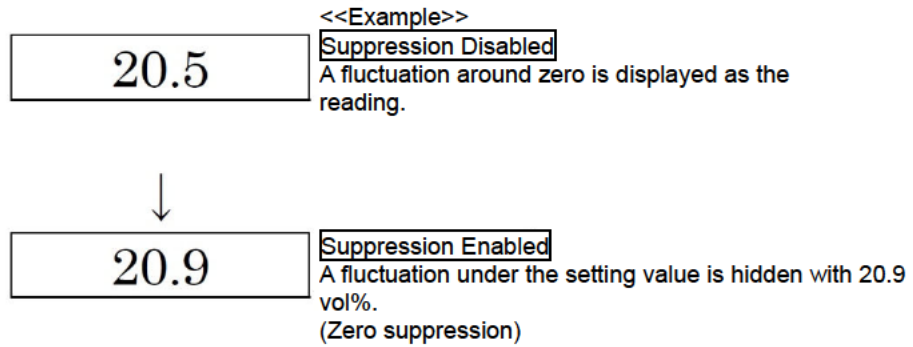 <<Example>>
Suppression Disabled
20.5
A fluctuation around zero is displayed as the
reading.
↓
Suppression Enabled
20.9
A fluctuation under the setting value is hidden with 20.9
vol%.
(Zero suppression)